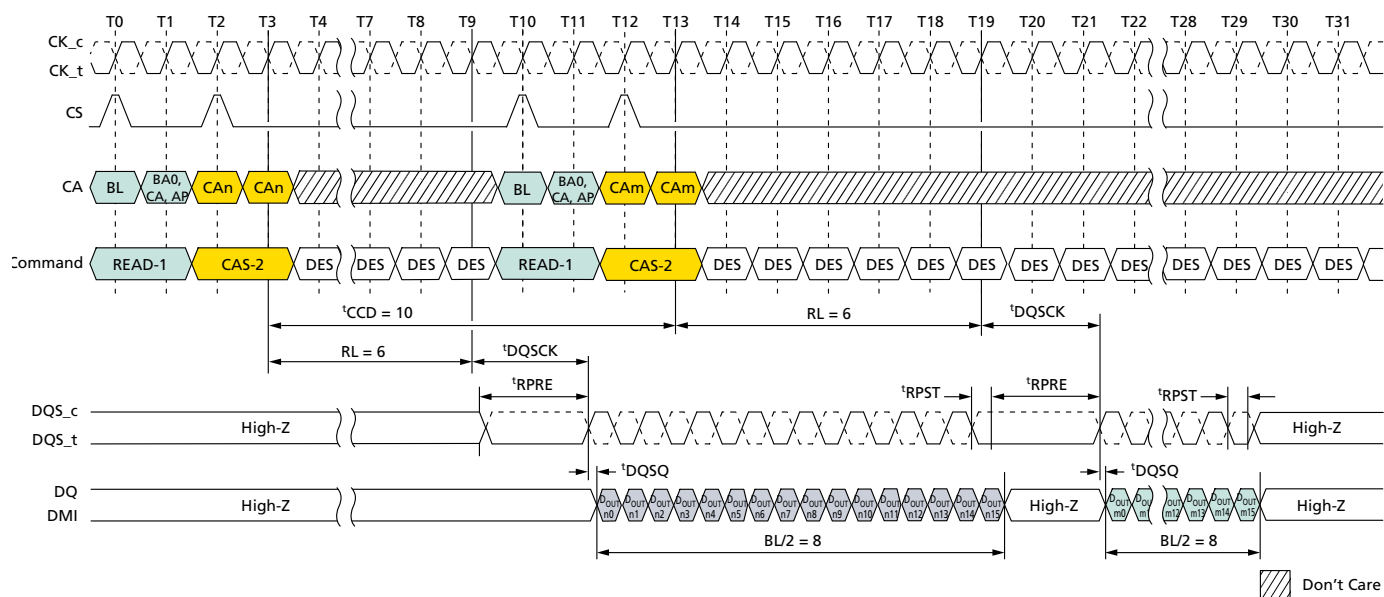 T0 T1 T2 T3 T4 T7 T8 T9 T10 T11 T12 T13 T14 T15 T16 T17 T18 T19 T20 T21 T22 T28 T29 T30 T31
CK_c
CK_t
CS
CA BL BA0, CA, AP CAn CAn BL BA0, CA, AP CAm CAm
Command READ-1 CAS-2 DES DES DES DES READ-1 CAS-2 DES DES DES DES DES DES DES DES DES DES DES DES DES
tCCD = 10 RL = 6 tDQSCK
RL = 6 tDQSCK
tRPRE tRPST tRPRE tRPST
DQS_c
DQS_t
High-Z High-Z
tDQSQ tDQSQ
DQ
DMI
High-Z DOUT n0 DOUT n1 DOUT n2 DOUT n3 DOUT n4 DOUT n5 DOUT n6 DOUT n7 DOUT n8 DOUT n9 DOUT n10 DOUT n11 DOUT n12 DOUT n13 DOUT n14 DOUT n15 High-Z DOUT m0 DOUT m12 DOUT m13 DOUT m14 DOUT m15 High-Z
BL/2 = 8 BL/2 = 8
Don't Care